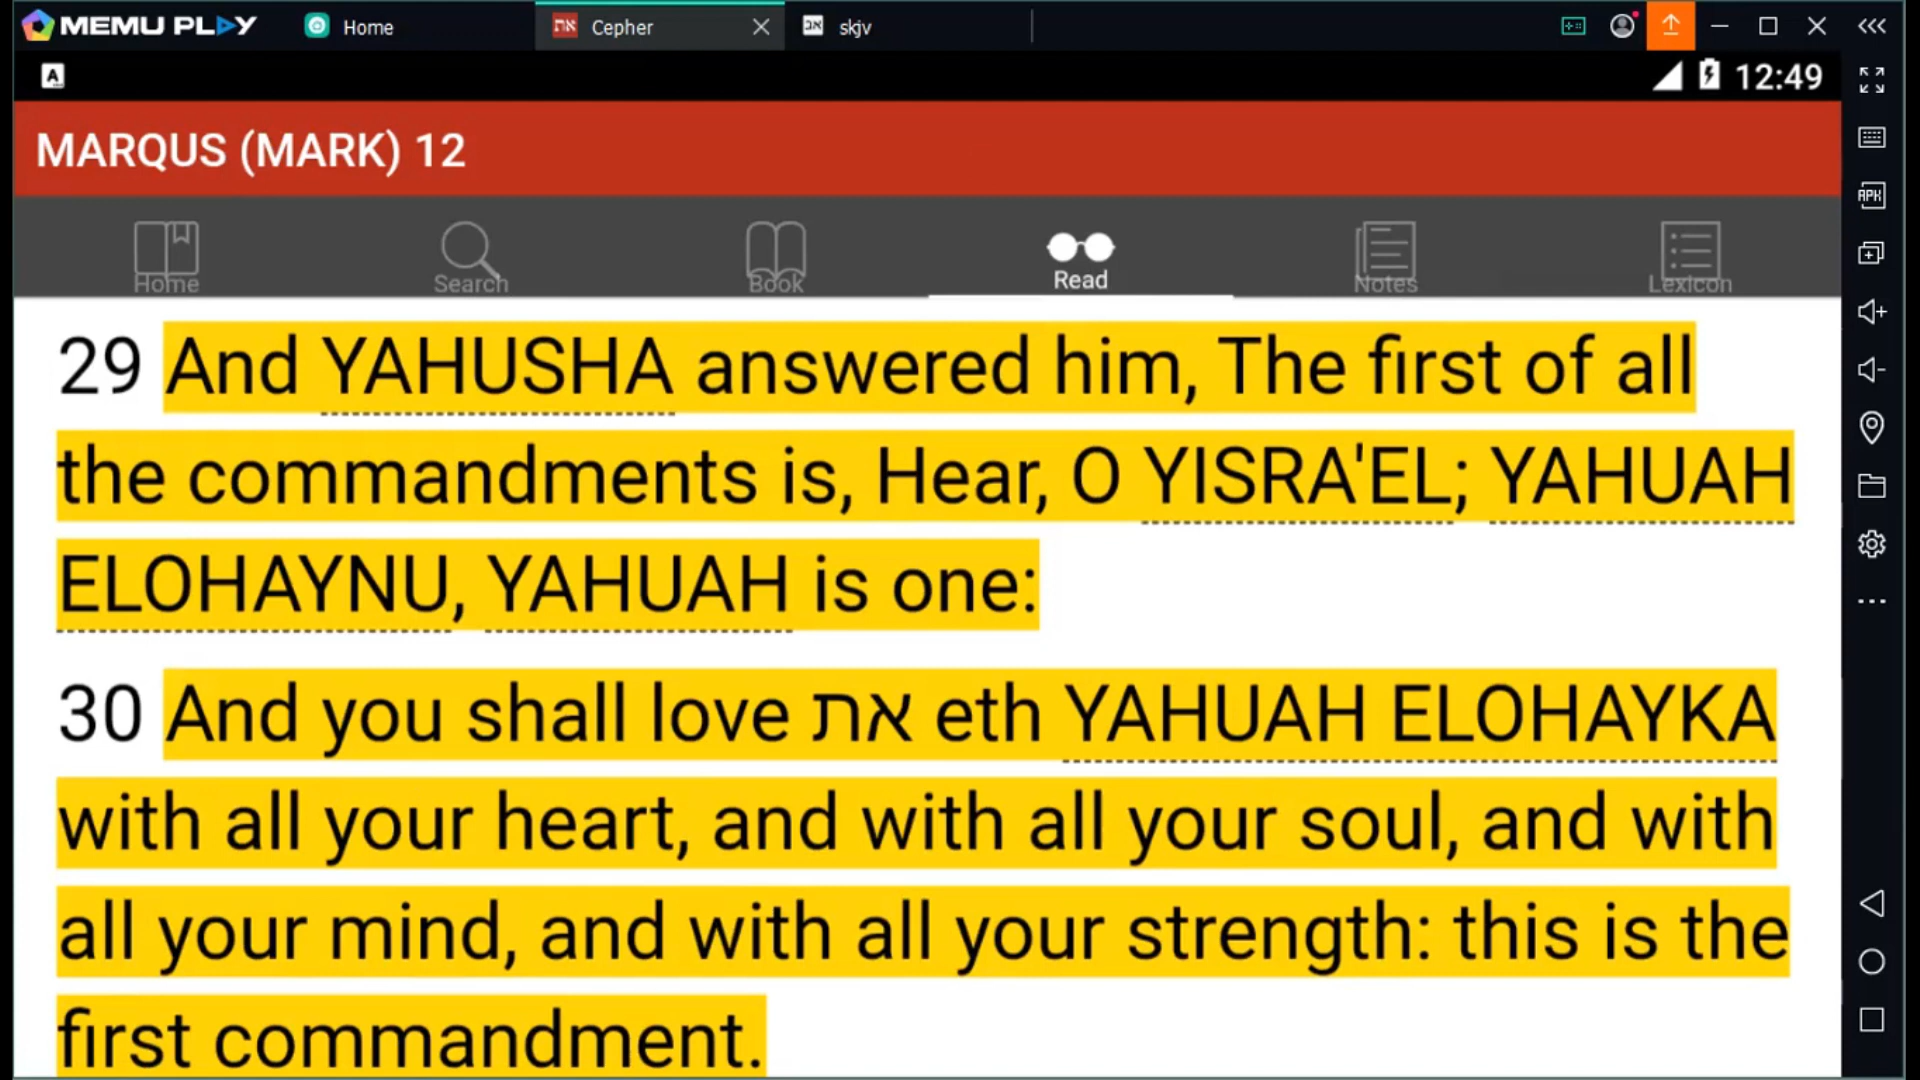 MEMU PLAY
Home
את Cepher
אב skjv
A
12:49
MARQUS (MARK) 12
Home
Search
Book
Read
Notes
Lexicon
APK
29 And YAHUSHA answered him, The first of all
the commandments is, Hear, O YISRA'EL; YAHUAH
ELOHAYNU, YAHUAH is one:
30 And you shall love את eth YAHUAH ELOHAYKA
with all your heart, and with all your soul, and with
all your mind, and with all your strength: this is the
first commandment.